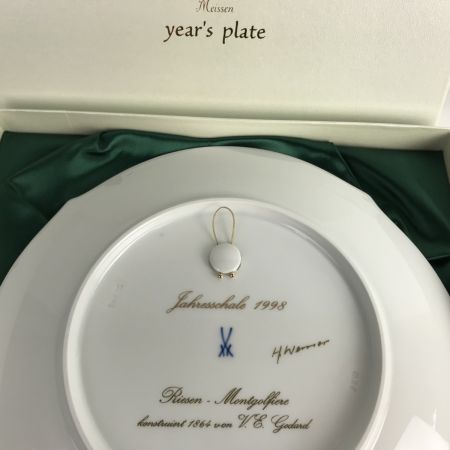 Meissen
year's plate
Jahresschale 1998
H Werner
Riesen - Montgolfiere
konstruiert 1864 von V. E. Godard